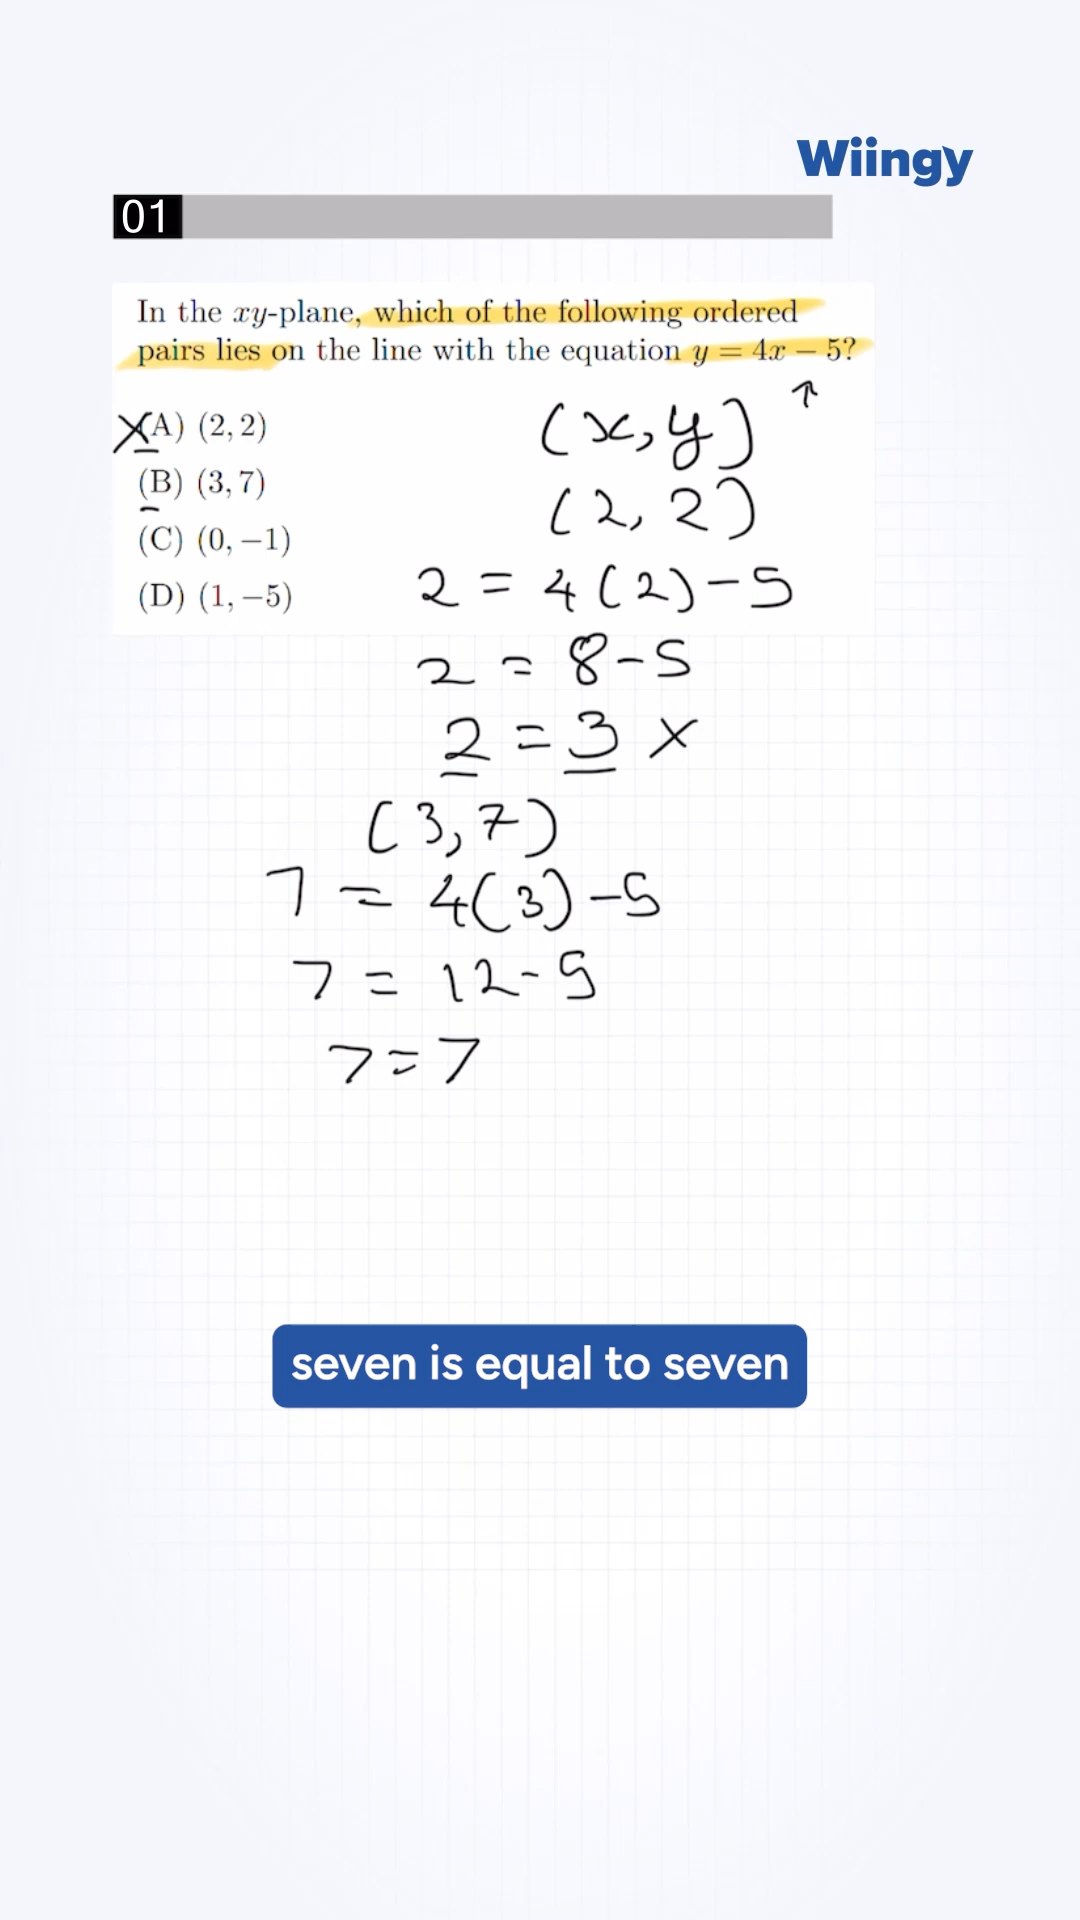 Wiingy
01
In the xy-plane, which of the following ordered
pairs lies on the line with the equation y = 4x − 5?
(A) (2, 2)
(B) (3, 7)
(C) (0, −1)
(D) (1, −5)
(x, y)
(2, 2)
2 = 4(2) - 5
2 = 8 - 5
2 = 3 ×
(3, 7)
7 = 4(3) - 5
7 = 12 - 5
7 = 7
seven is equal to seven